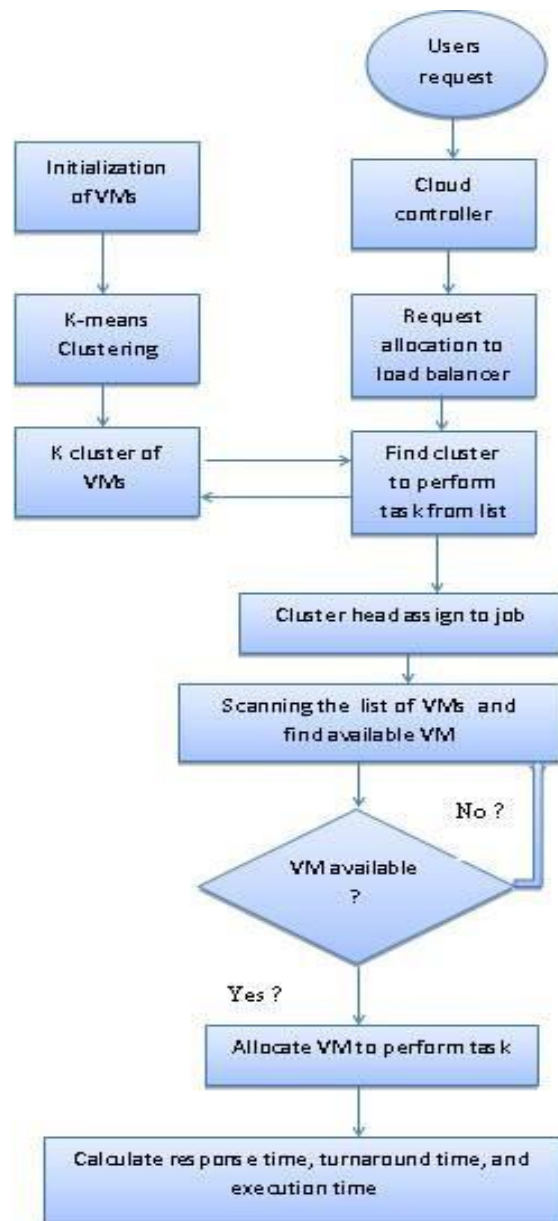 Users
request
Initialization
of VMs
Cloud
controller
K-means
Clustering
Request
allocation to
load balancer
K cluster of
VMs
Find cluster
to perform
task from list
Cluster head assign to job
Scanning the list of VMs and
find available VM
No ?
VM available
?
Yes ?
Allocate VM to perform task
Calculate response time, turnaround time, and
execution time